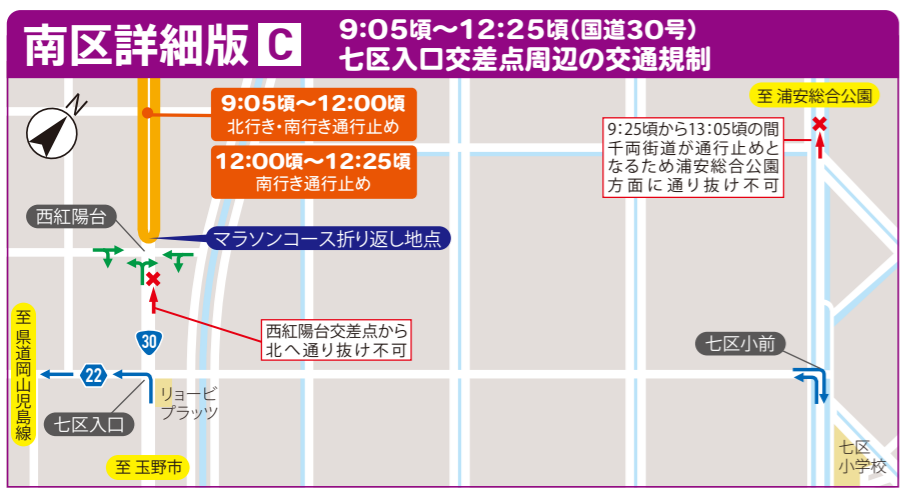 南区詳細版 C
9:05頃～12:25頃(国道30号)
七区入口交差点周辺の交通規制
N
9:05頃～12:00頃
北行き・南行き通行止め
12:00頃～12:25頃
南行き通行止め
至 浦安総合公園
9:25頃から13:05頃の間
千両街道が通行止めと
なるため浦安総合公園
方面に通り抜け不可
西紅陽台
マラソンコース折り返し地点
西紅陽台交差点から
北へ通り抜け不可
30
至 県道岡山児島線
22
リョービ
プラッツ
七区入口
至 玉野市
七区小前
七区
小学校